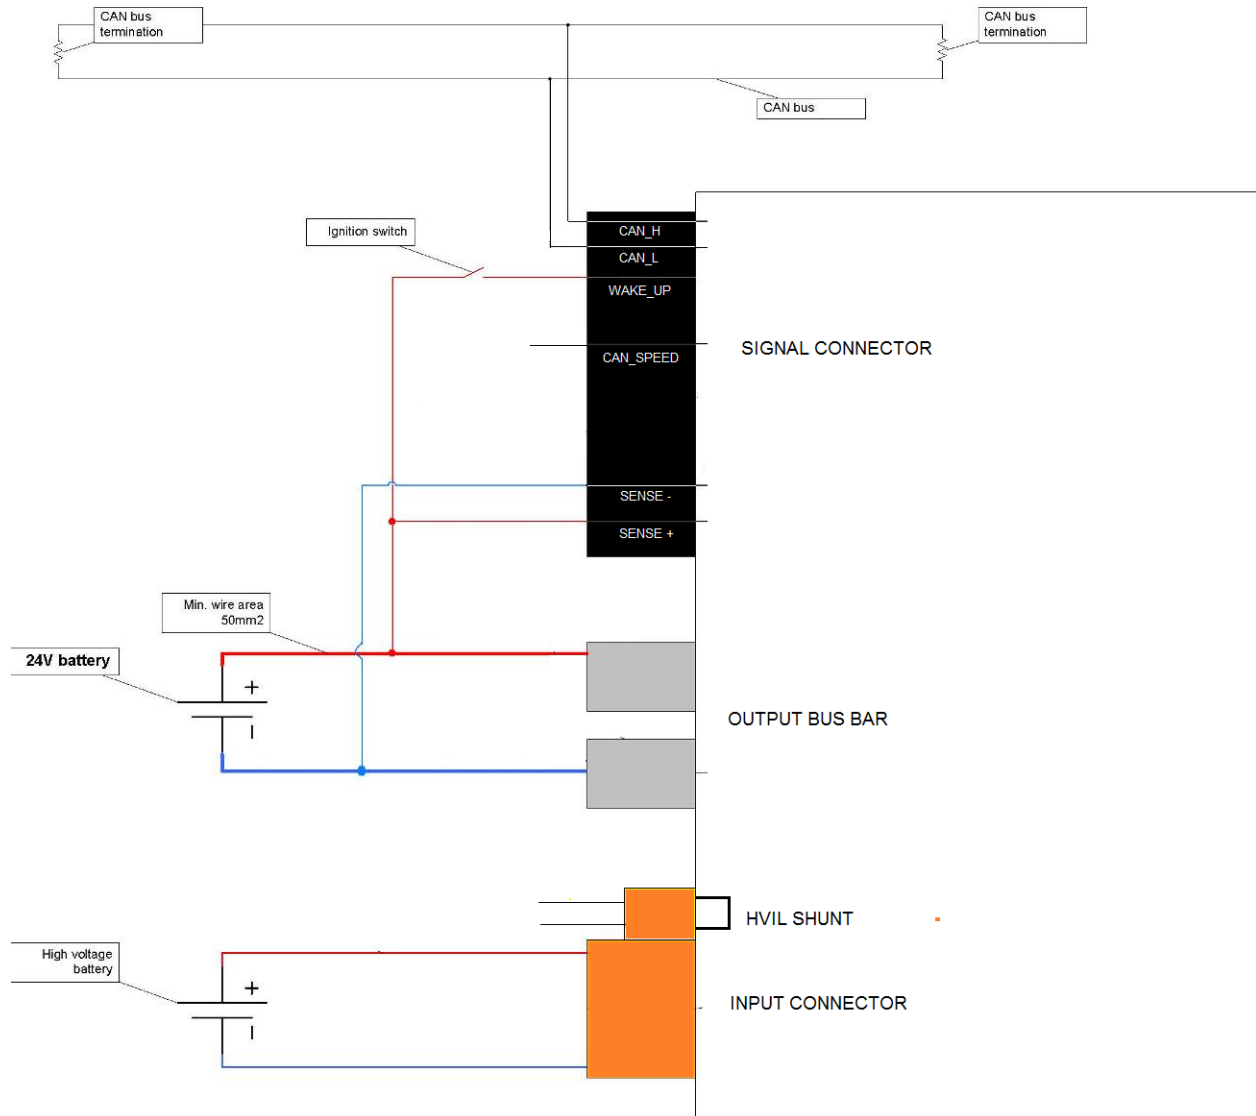 CAN bus
termination
CAN bus
termination
CAN bus
Ignition switch
CAN_H
CAN_L
WAKE_UP
CAN_SPEED
SIGNAL CONNECTOR
SENSE -
SENSE +
Min. wire area
50mm2
24V battery
+
–
OUTPUT BUS BAR
HVIL SHUNT
High voltage
battery
+
–
INPUT CONNECTOR